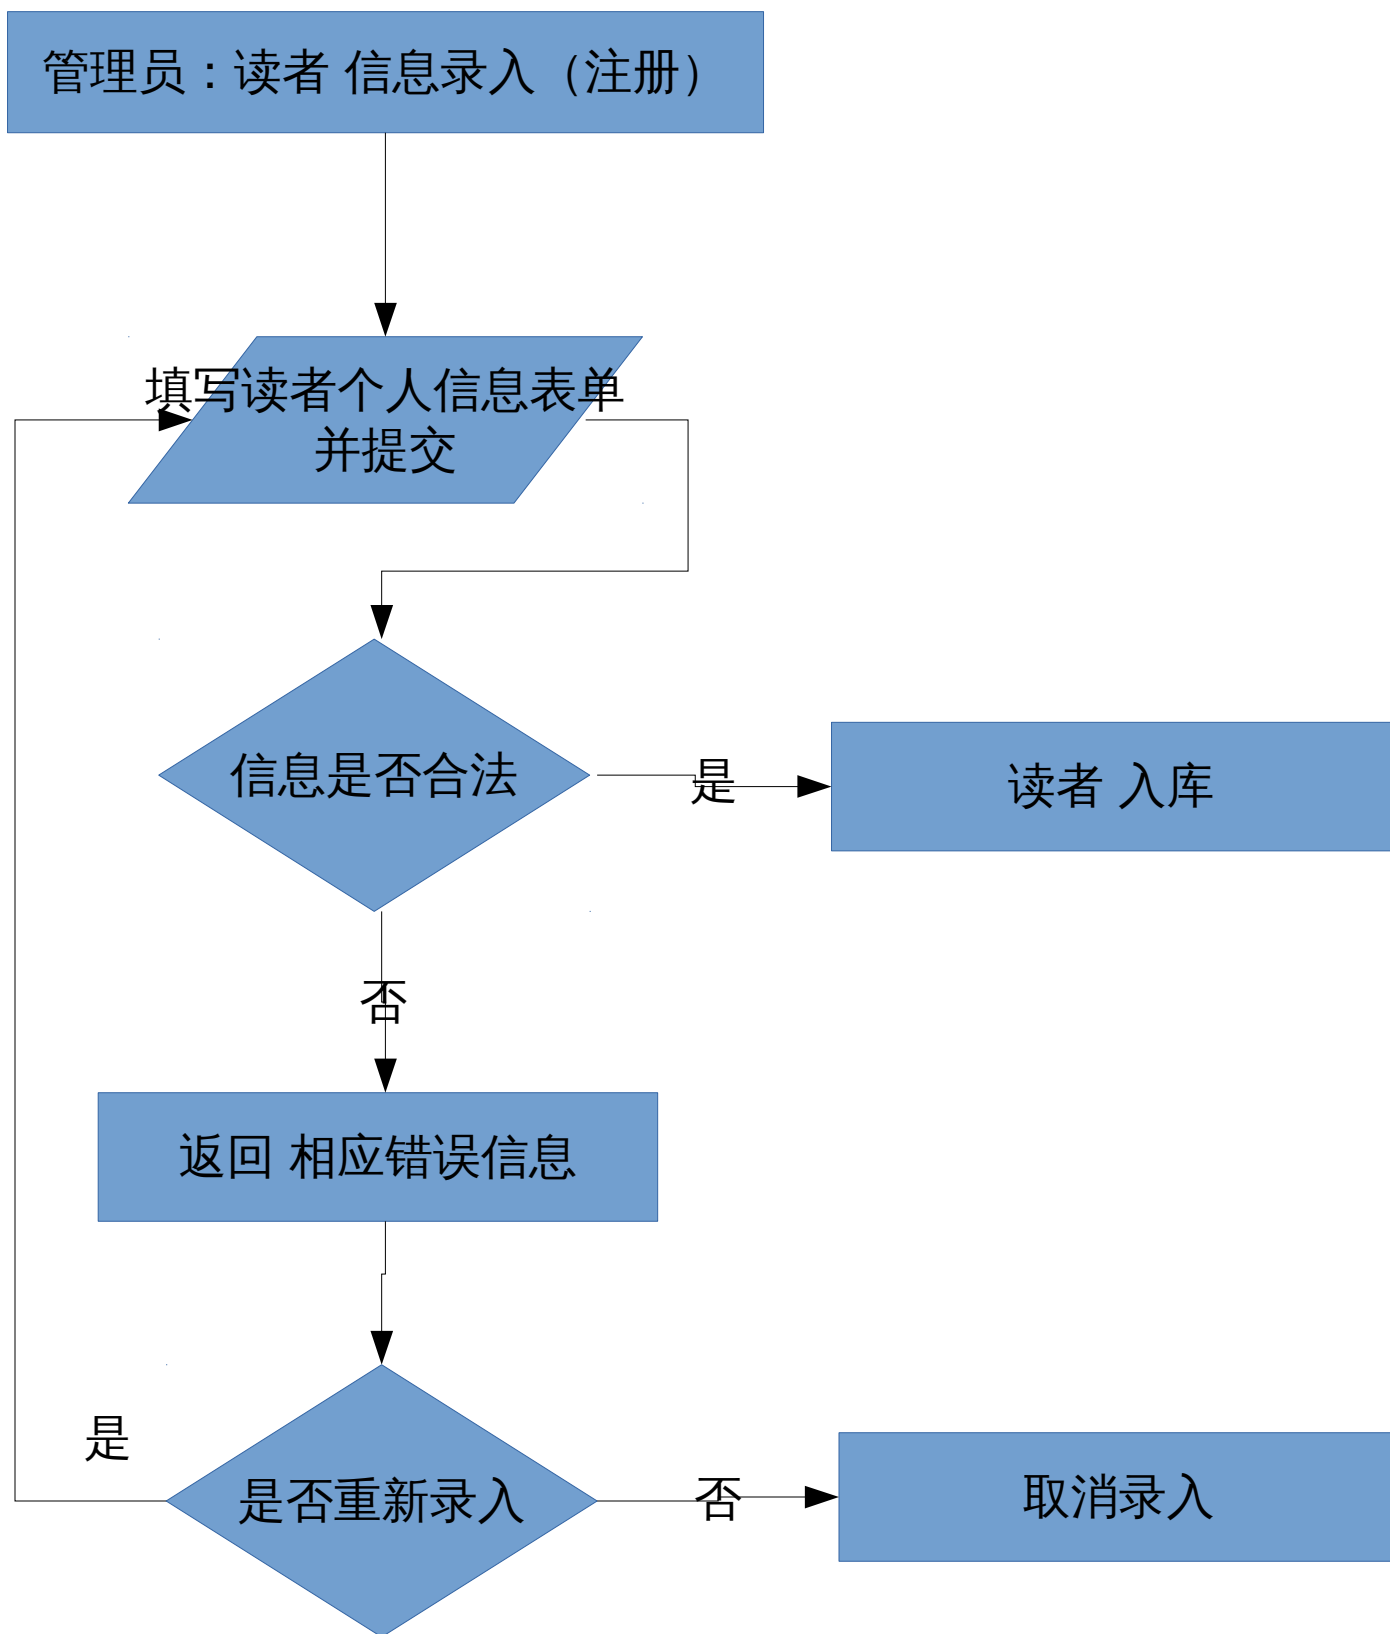 管理员：读者 信息录入（注册）
填写读者个人信息表单
并提交
信息是否合法
是
读者 入库
否
返回 相应错误信息
是
是否重新录入
否
取消录入